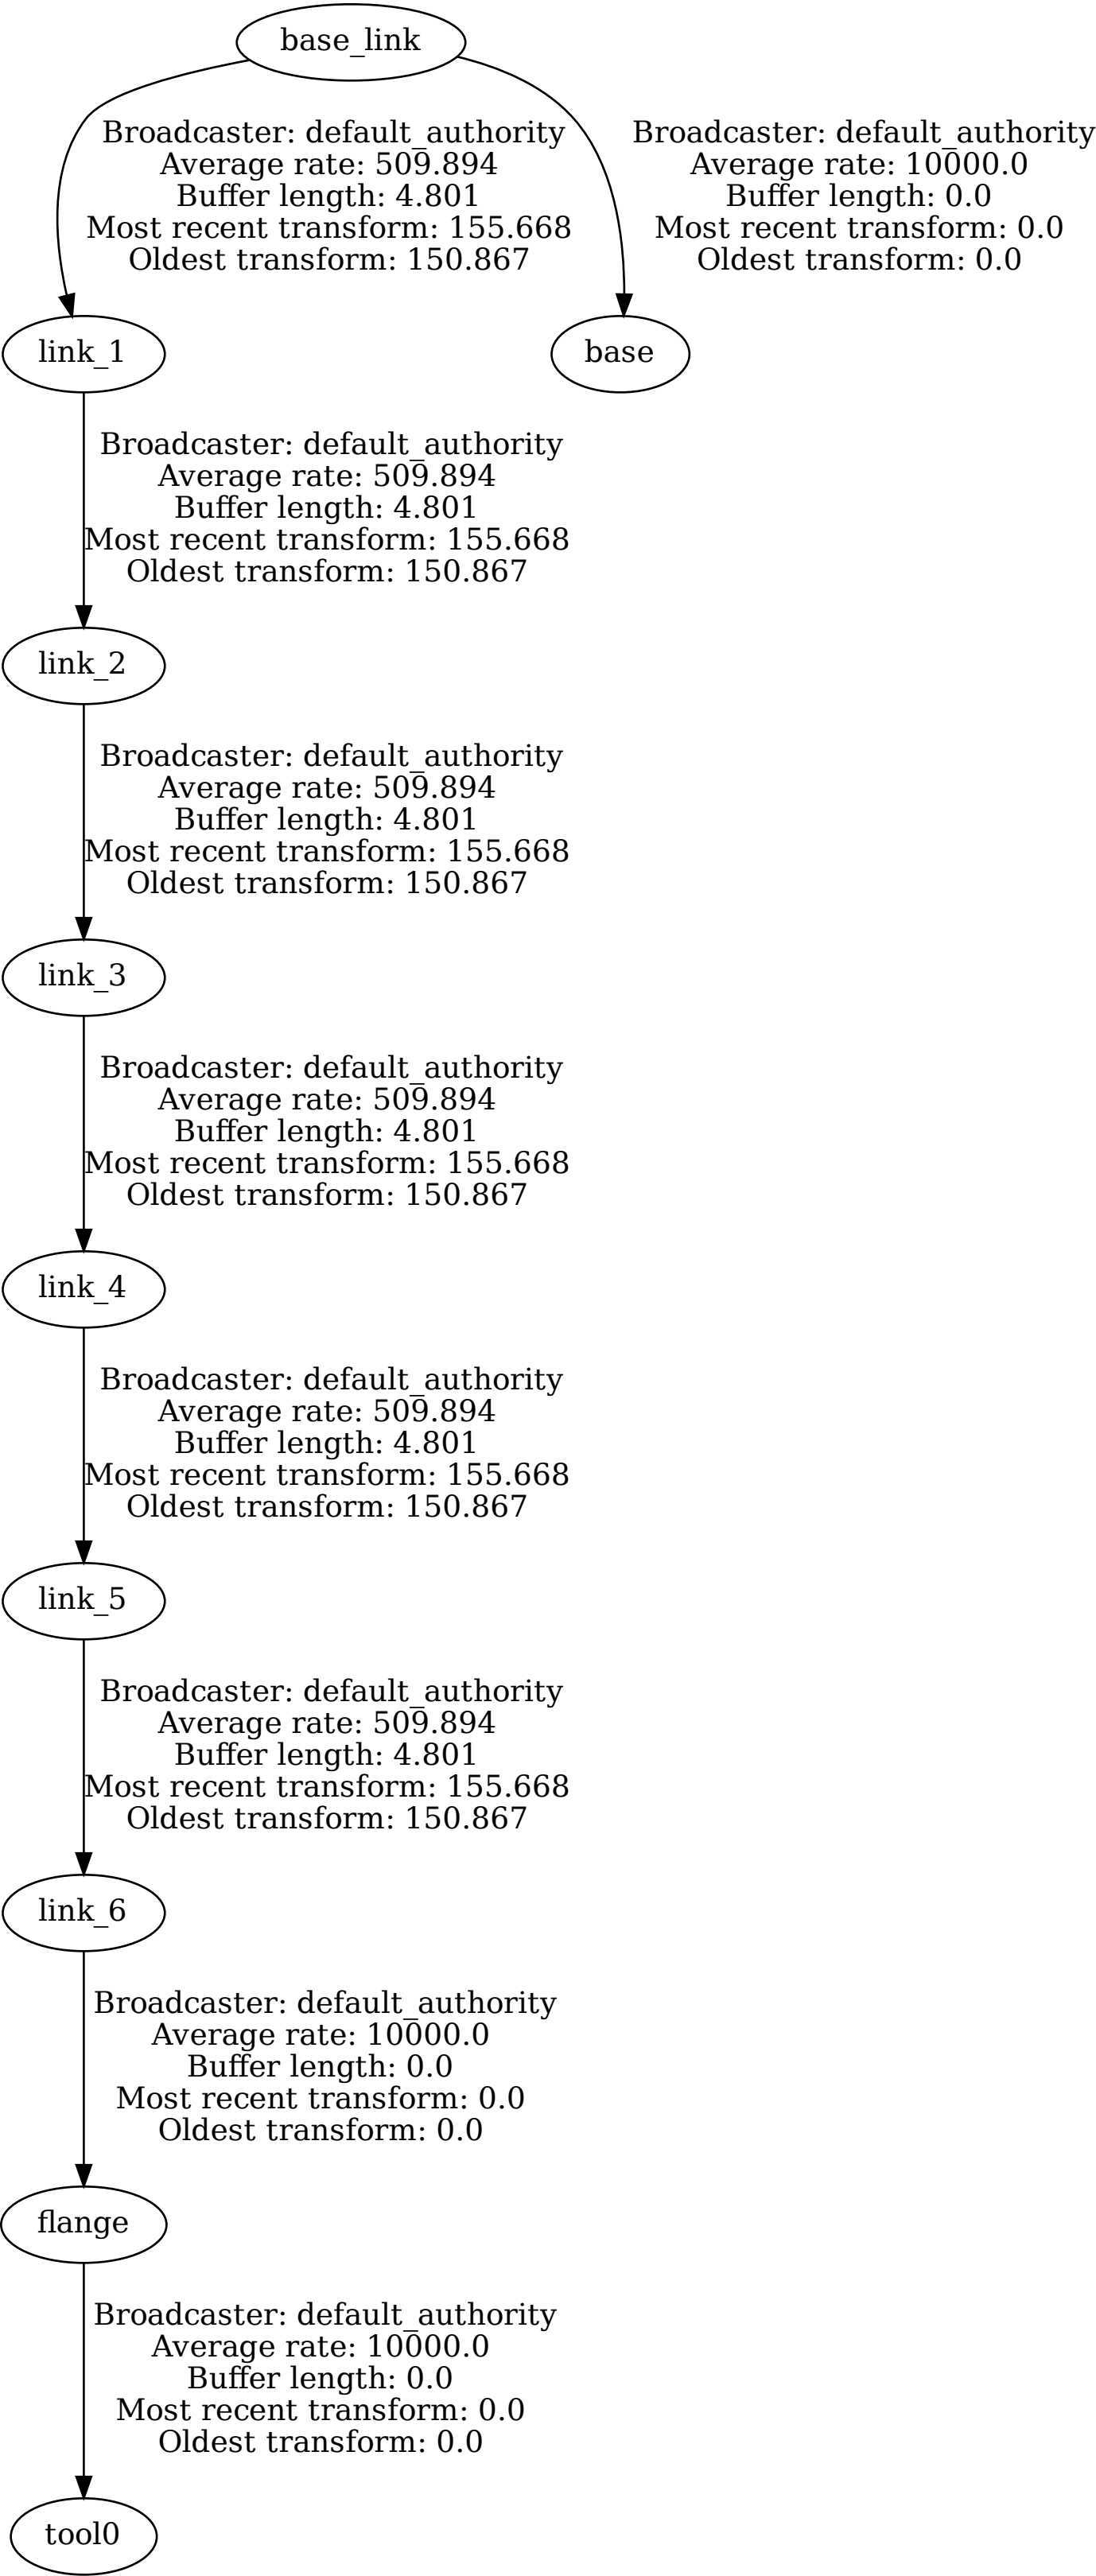 base_link
Broadcaster: default_authority
Average rate: 509.894
Buffer length: 4.801
Most recent transform: 155.668
Oldest transform: 150.867
Broadcaster: default_authority
Average rate: 10000.0
Buffer length: 0.0
Most recent transform: 0.0
Oldest transform: 0.0
link_1
base
Broadcaster: default_authority
Average rate: 509.894
Buffer length: 4.801
Most recent transform: 155.668
Oldest transform: 150.867
link_2
Broadcaster: default_authority
Average rate: 509.894
Buffer length: 4.801
Most recent transform: 155.668
Oldest transform: 150.867
link_3
Broadcaster: default_authority
Average rate: 509.894
Buffer length: 4.801
Most recent transform: 155.668
Oldest transform: 150.867
link_4
Broadcaster: default_authority
Average rate: 509.894
Buffer length: 4.801
Most recent transform: 155.668
Oldest transform: 150.867
link_5
Broadcaster: default_authority
Average rate: 509.894
Buffer length: 4.801
Most recent transform: 155.668
Oldest transform: 150.867
link_6
Broadcaster: default_authority
Average rate: 10000.0
Buffer length: 0.0
Most recent transform: 0.0
Oldest transform: 0.0
flange
Broadcaster: default_authority
Average rate: 10000.0
Buffer length: 0.0
Most recent transform: 0.0
Oldest transform: 0.0
tool0